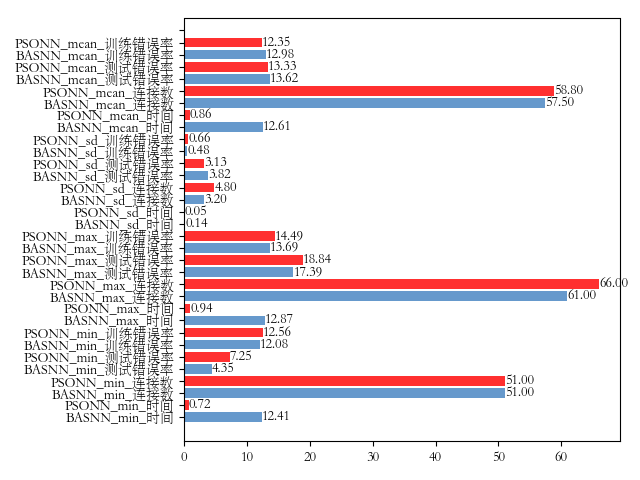 PSONN_mean_训练错误率 12.35
BASNN_mean_训练错误率 12.98
PSONN_mean_测试错误率 13.33
BASNN_mean_测试错误率 13.62
PSONN_mean_连接数 58.80
BASNN_mean_连接数 57.50
PSONN_mean_时间 0.86
BASNN_mean_时间 12.61
PSONN_sd_训练错误率 0.66
BASNN_sd_训练错误率 0.48
PSONN_sd_测试错误率 3.13
BASNN_sd_测试错误率 3.82
PSONN_sd_连接数 4.80
BASNN_sd_连接数 3.20
PSONN_sd_时间 0.05
BASNN_sd_时间 0.14
PSONN_max_训练错误率 14.49
BASNN_max_训练错误率 13.69
PSONN_max_测试错误率 18.84
BASNN_max_测试错误率 17.39
PSONN_max_连接数 66.00
BASNN_max_连接数 61.00
PSONN_max_时间 0.94
BASNN_max_时间 12.87
PSONN_min_训练错误率 12.56
BASNN_min_训练错误率 12.08
PSONN_min_测试错误率 7.25
BASNN_min_测试错误率 4.35
PSONN_min_连接数 51.00
BASNN_min_连接数 51.00
PSONN_min_时间 0.72
BASNN_min_时间 12.41
0 10 20 30 40 50 60